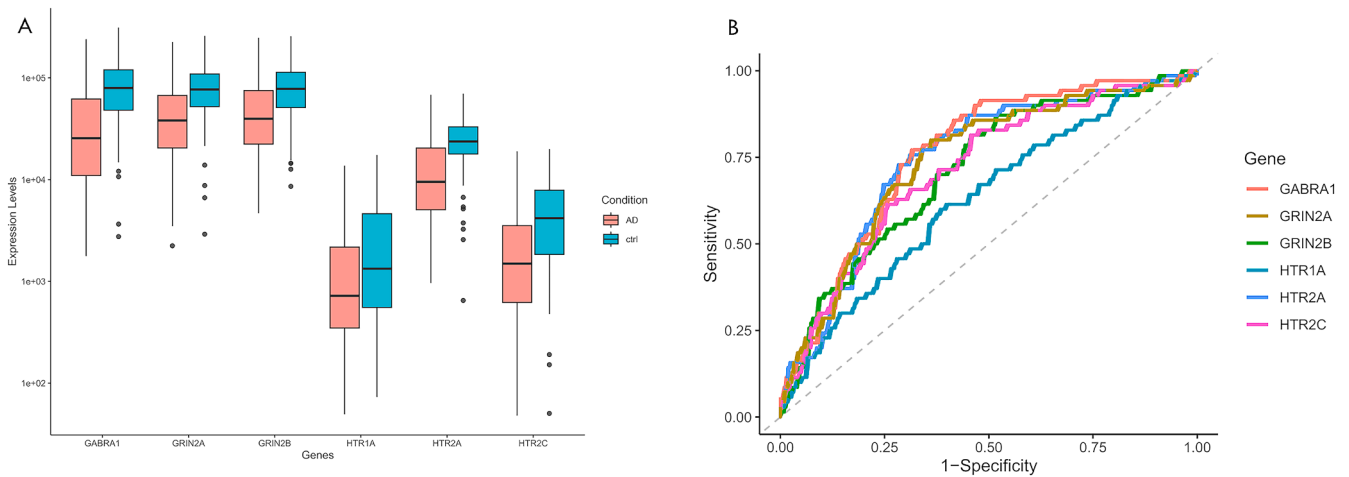 A
Expression Levels
1e+05
1e+04
1e+03
1e+02
GABRA1 GRIN2A GRIN2B HTR1A HTR2A HTR2C
Genes
Condition
AD
ctrl
B
Sensitivity
1.00
0.75
0.50
0.25
0.00
0.00 0.25 0.50 0.75 1.00
1−Specificity
Gene
GABRA1
GRIN2A
GRIN2B
HTR1A
HTR2A
HTR2C